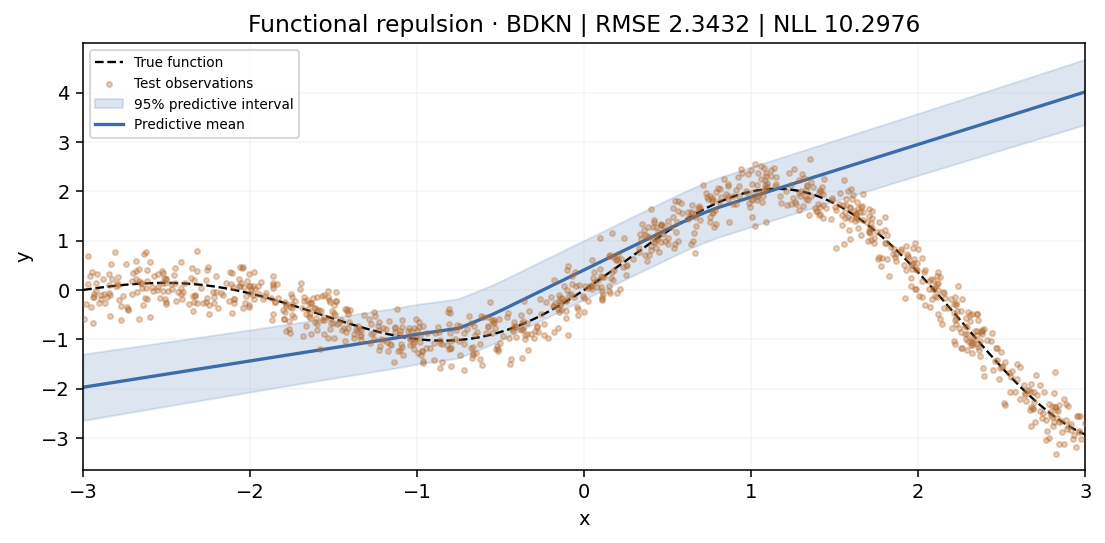 Functional repulsion · BDKN | RMSE 2.3432 | NLL 10.2976
True function
Test observations
95% predictive interval
Predictive mean
y
4
3
2
1
0
−1
−2
−3
−3
−2
−1
0
1
2
3
x